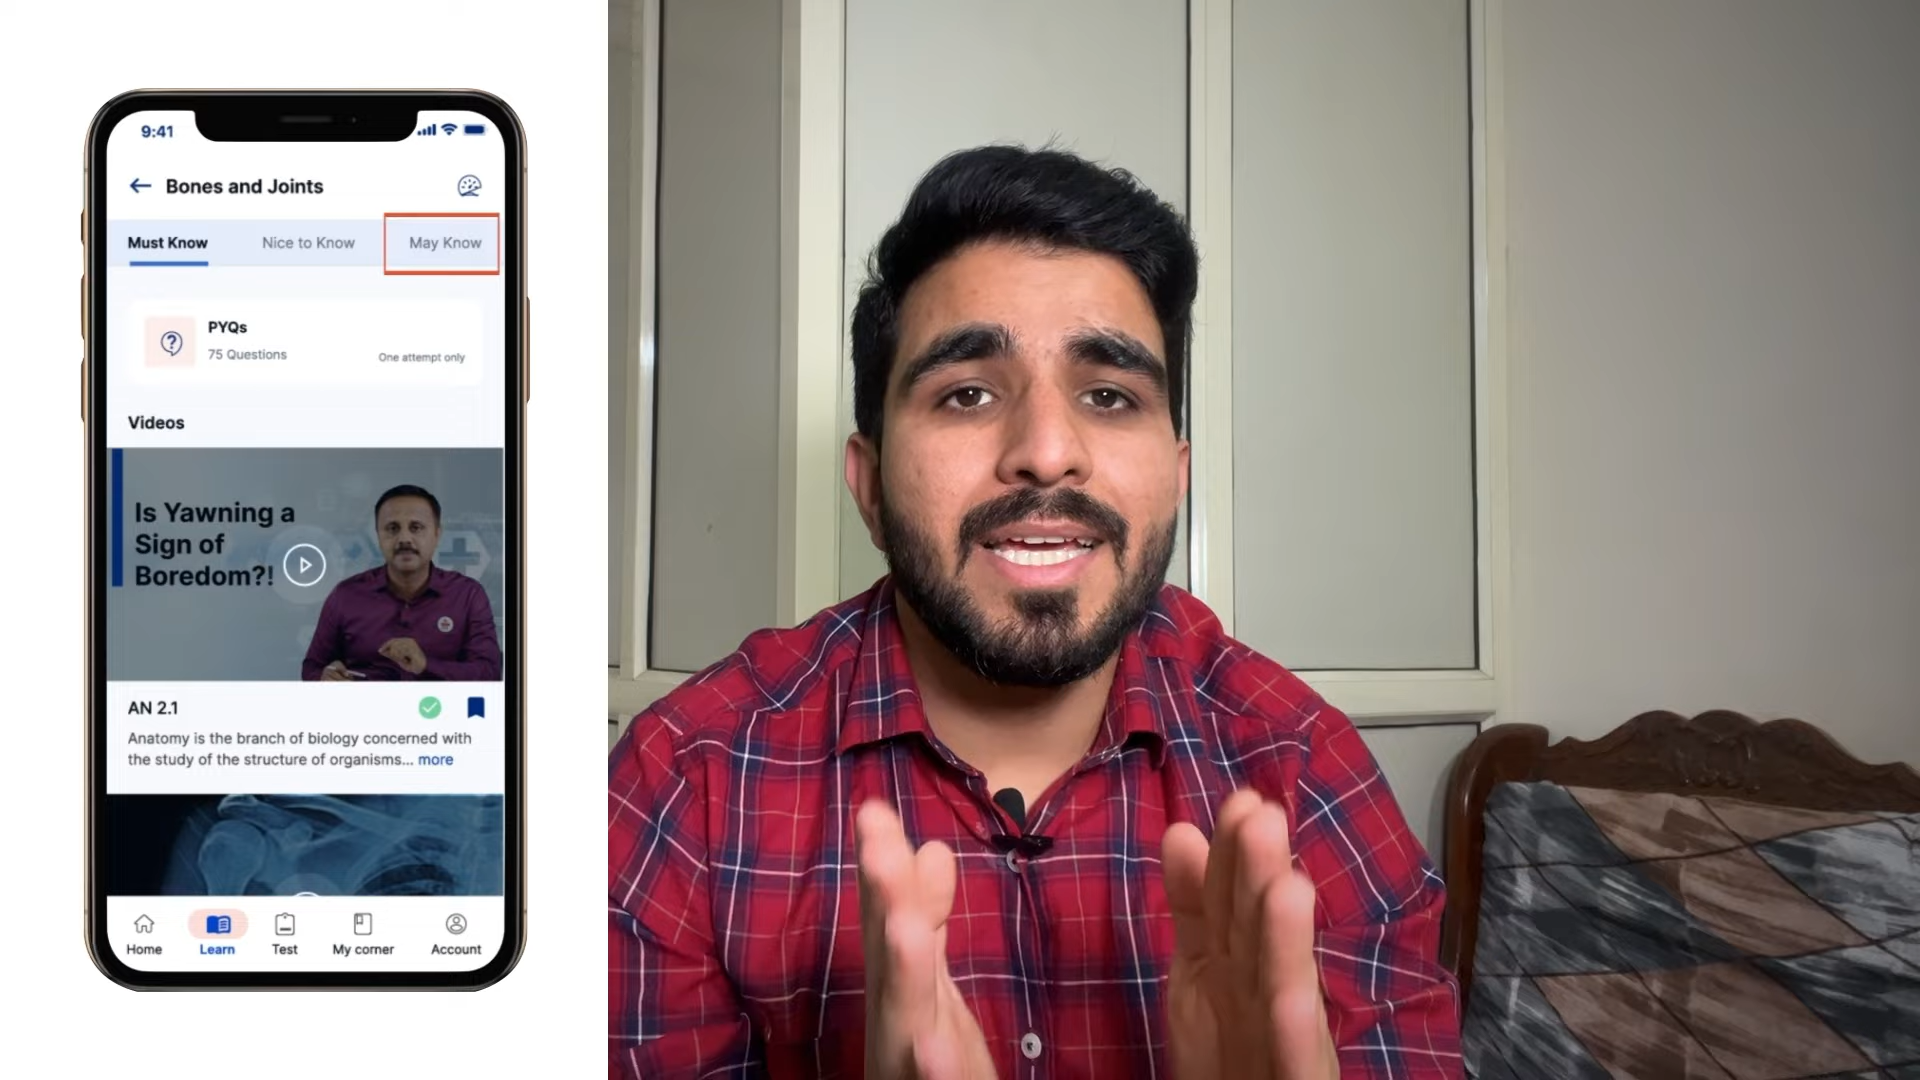 9:41
Bones and Joints
Must Know
Nice to Know
May Know
PYQs
75 Questions
One attempt only
Videos
Is Yawning a
Sign of
Boredom?!
AN 2.1
Anatomy is the branch of biology concerned with
the study of the structure of organisms... more
Home
Learn
Test
My corner
Account